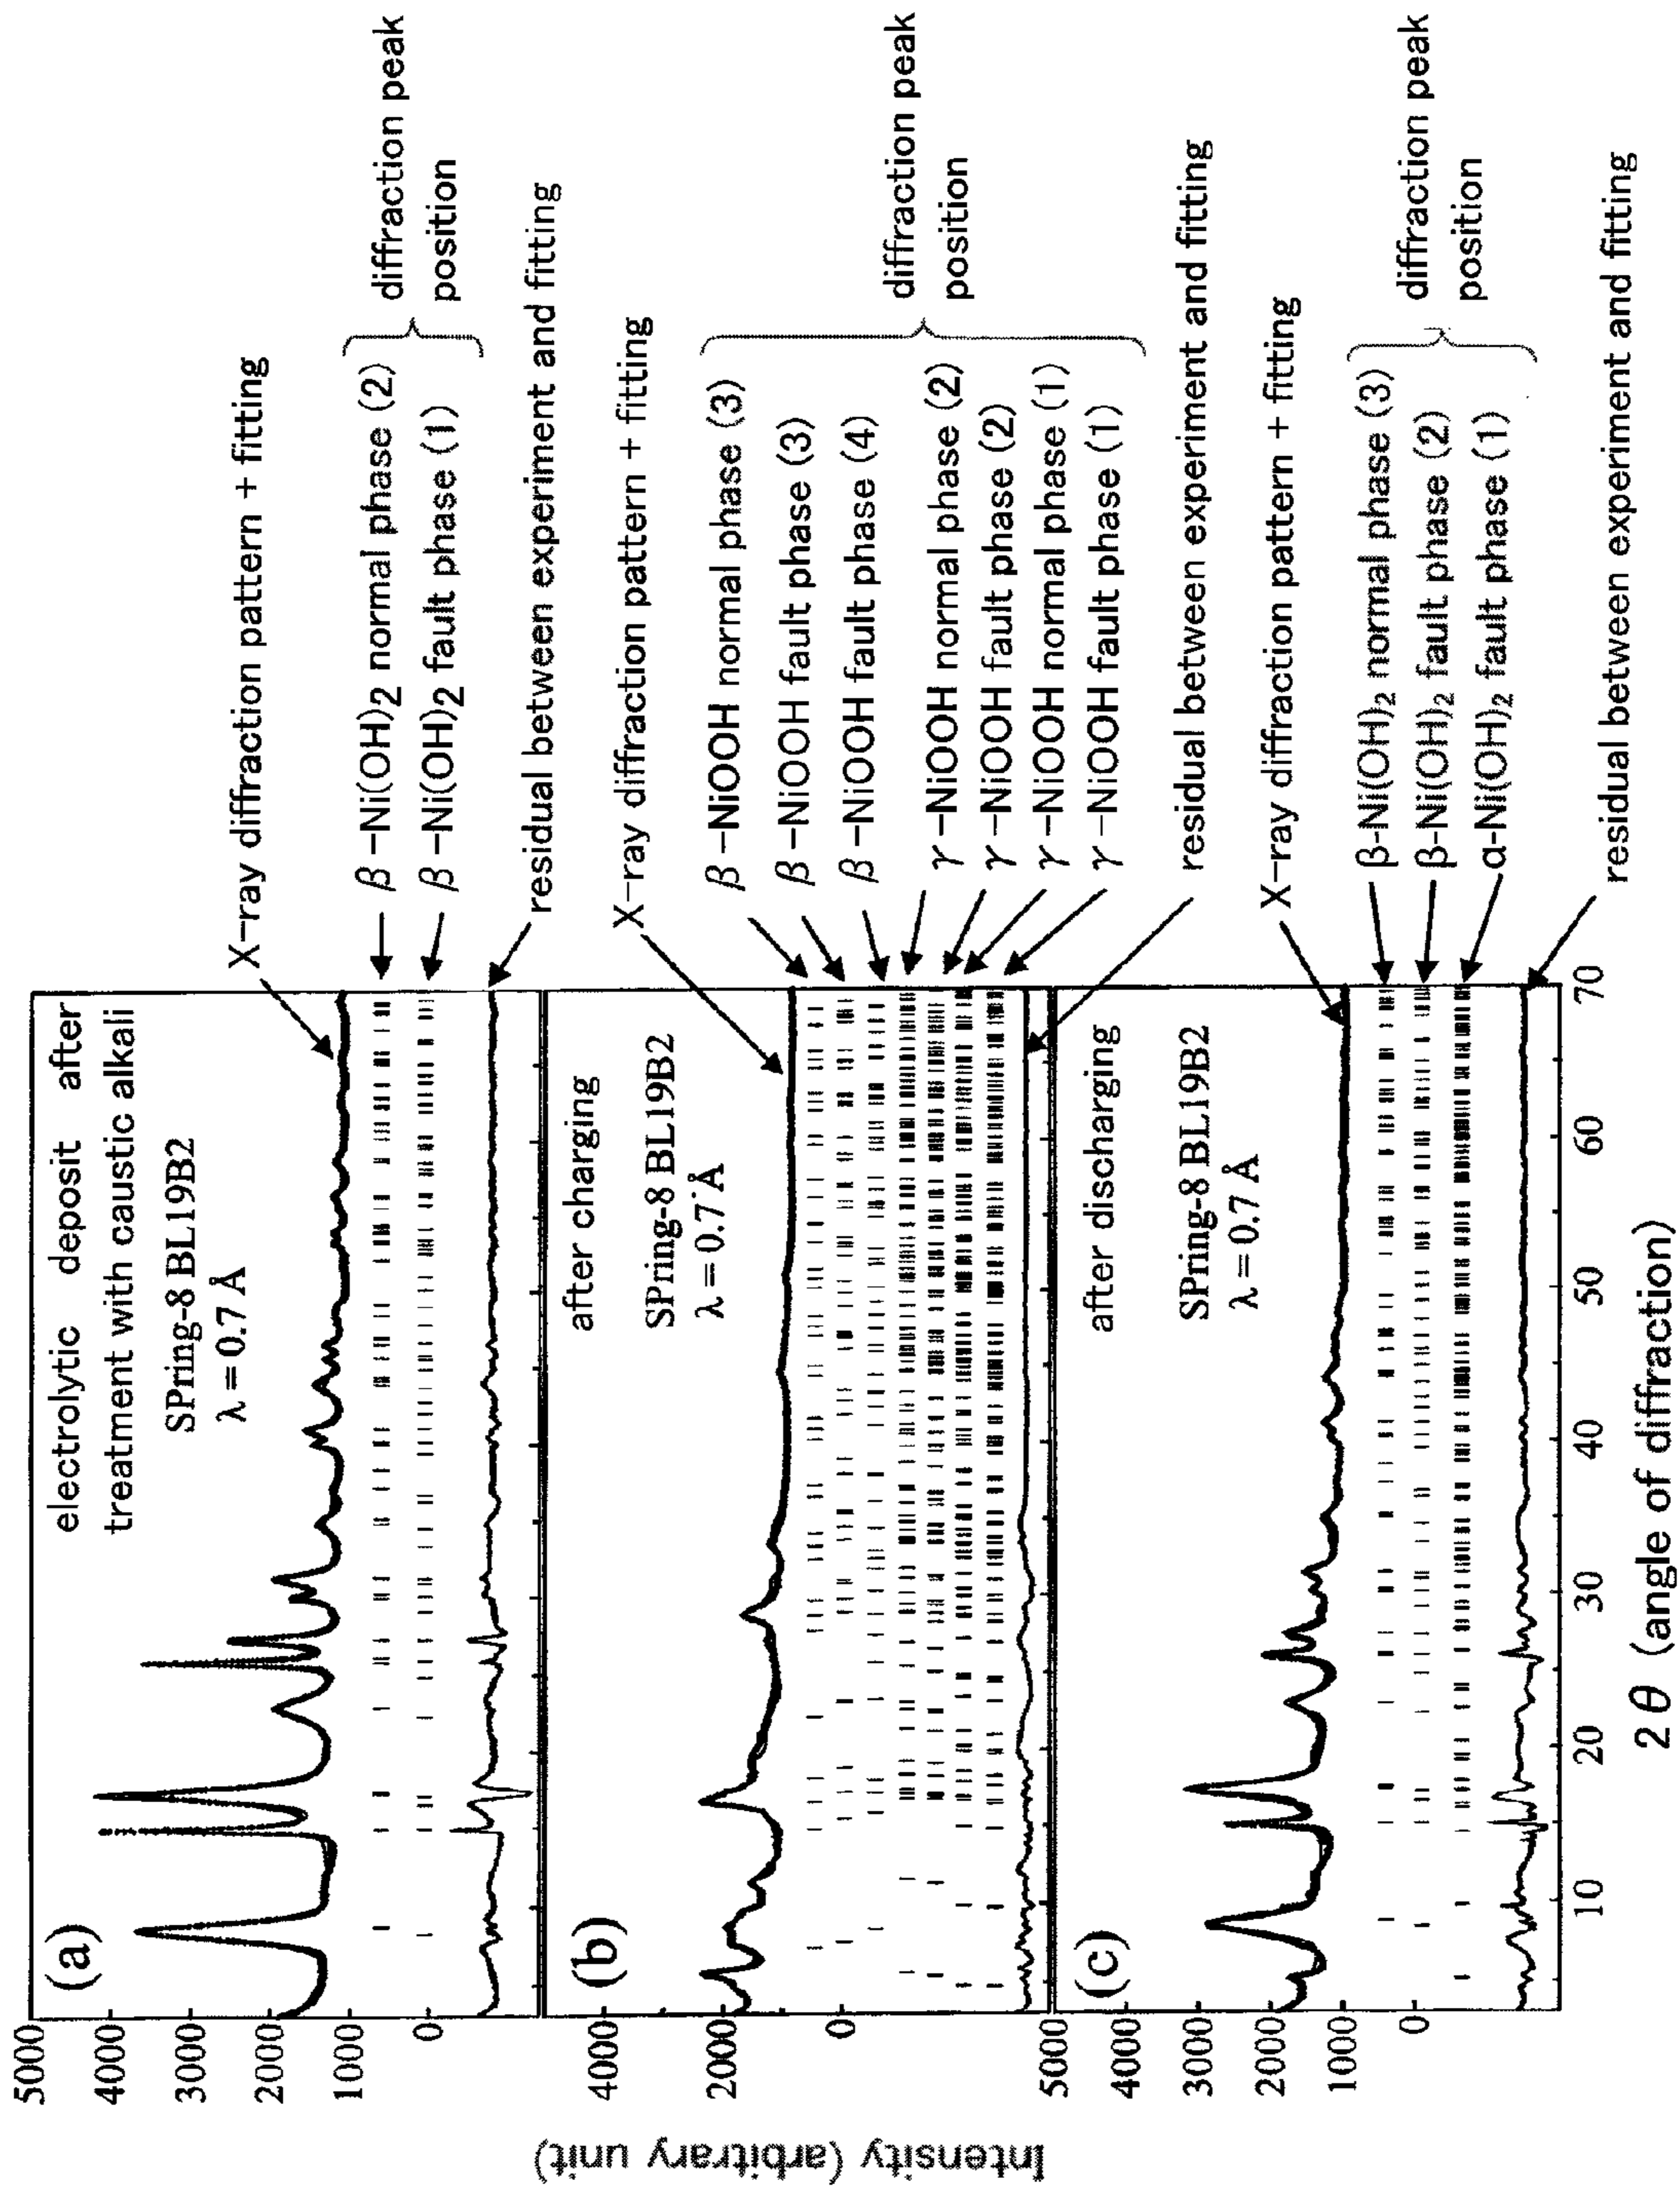 (a)
electrolytic deposit after
treatment with caustic alkali
SPring-8 BL19B2
λ = 0.7 Å
5000
4000
3000
2000
1000
0
X-ray diffraction pattern + fitting
β -Ni(OH)2 normal phase (2)
β -Ni(OH)2 fault phase (1)
diffraction peak
position
residual between experiment and fitting
(b)
after charging
SPring-8 BL19B2
λ = 0.7 Å
4000
2000
0
X-ray diffraction pattern + fitting
β -NiOOH normal phase (3)
β -NiOOH fault phase (3)
β -NiOOH fault phase (4)
γ -NiOOH normal phase (2)
γ -NiOOH fault phase (2)
γ -NiOOH normal phase (1)
γ -NiOOH fault phase (1)
diffraction peak
position
residual between experiment and fitting
(c)
after discharging
SPring-8 BL19B2
λ = 0.7 Å
5000
4000
3000
2000
1000
0
X-ray diffraction pattern + fitting
β-Ni(OH)2 normal phase (3)
β-Ni(OH)2 fault phase (2)
α-Ni(OH)2 fault phase (1)
diffraction peak
position
residual between experiment and fitting
10 20 30 40 50 60 70
2 θ (angle of diffraction)
Intensity (arbitrary unit)